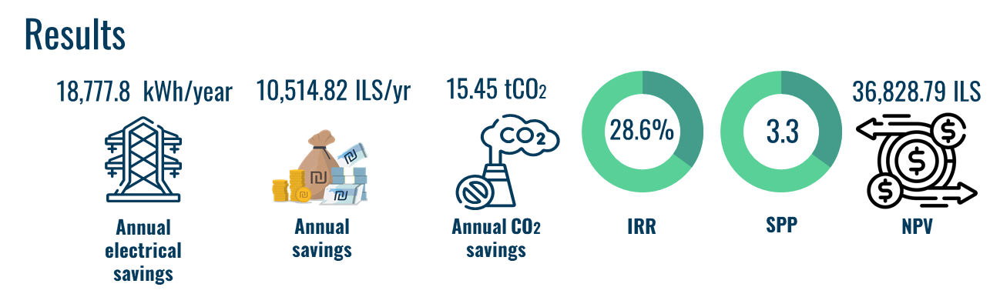 Results
18,777.8 kWh/year
10,514.82 ILS/yr
15.45 tCO₂
28.6%
3.3
36,828.79 ILS
₪
₪
₪
₪
CO₂
$
$
$
Annual
electrical
savings
Annual
savings
Annual CO₂
savings
IRR
SPP
NPV